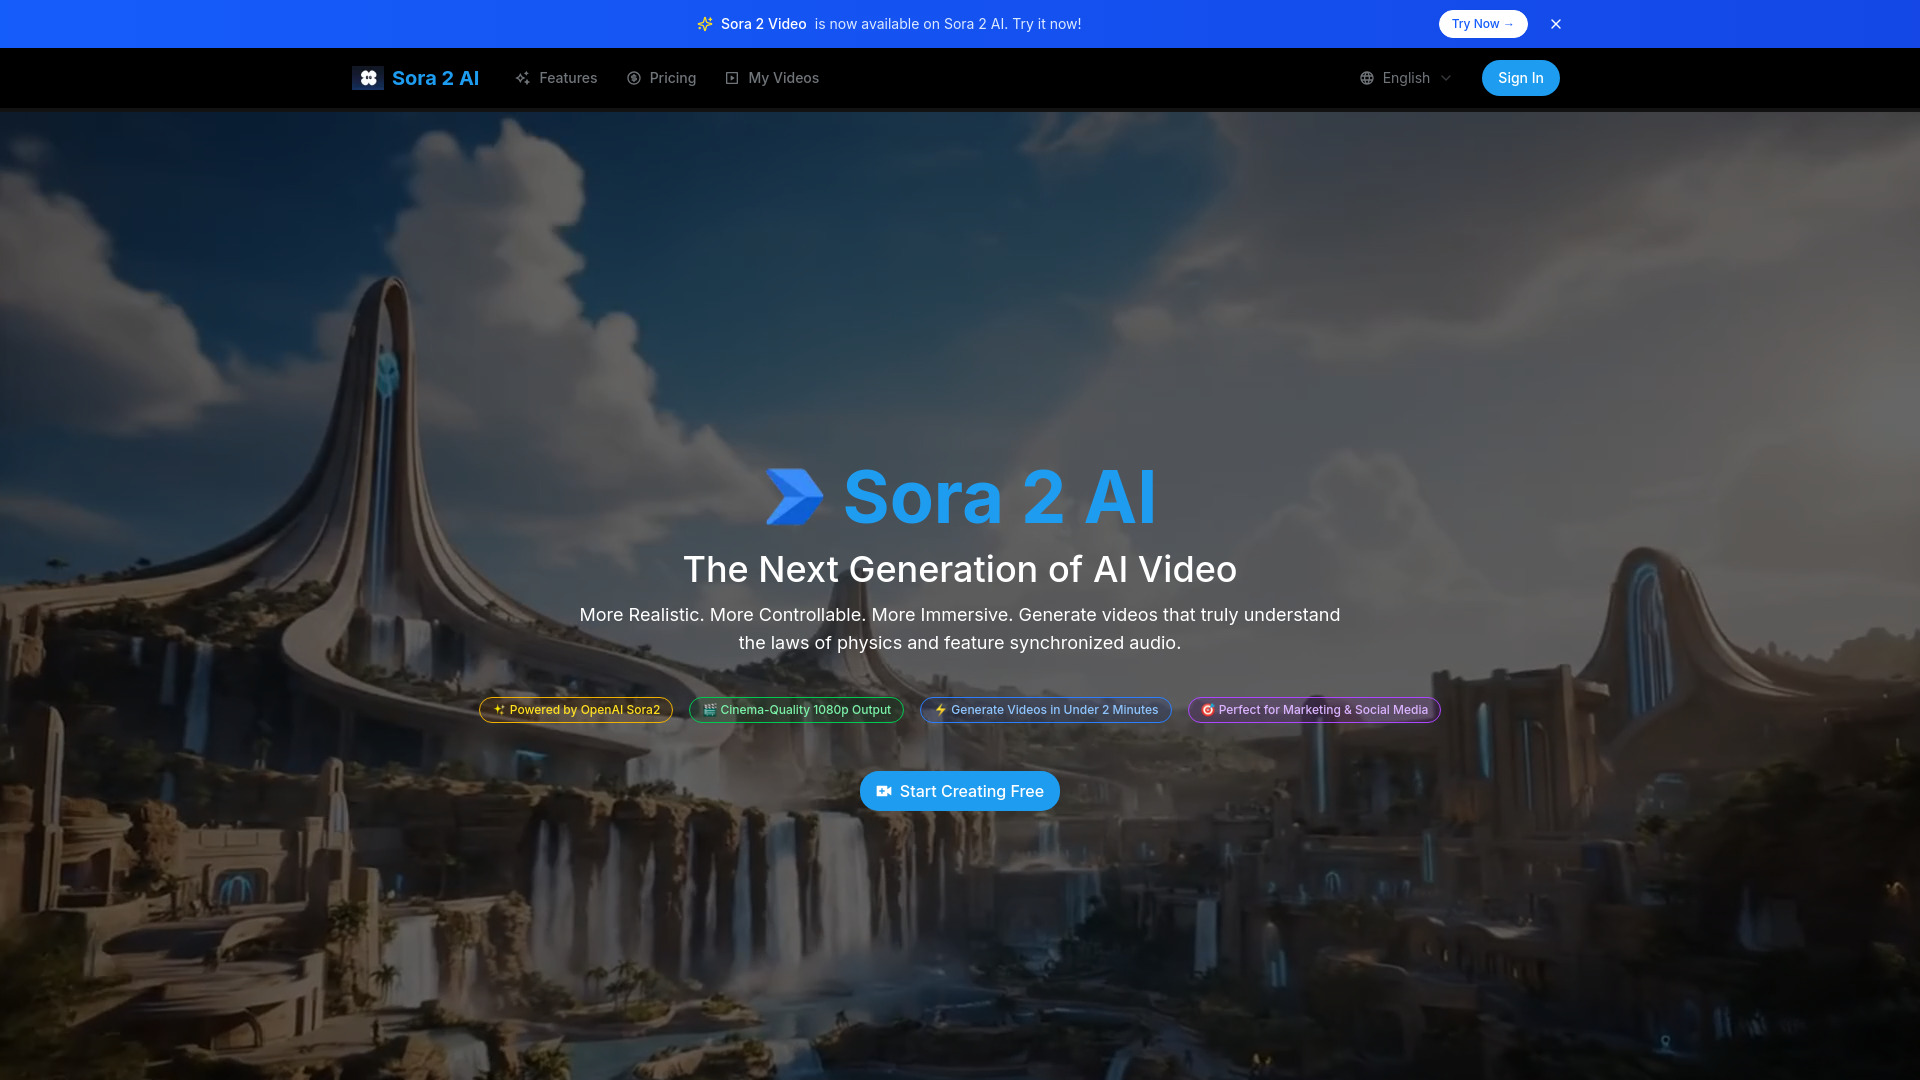 Sora 2 Video is now available on Sora 2 AI. Try it now!
Try Now →
Sora 2 AI
Features
Pricing
My Videos
English
Sign In
Sora 2 AI
The Next Generation of AI Video
More Realistic. More Controllable. More Immersive. Generate videos that truly understand
the laws of physics and feature synchronized audio.
✨ Powered by OpenAI Sora2
🎬 Cinema-Quality 1080p Output
⚡ Generate Videos in Under 2 Minutes
🎯 Perfect for Marketing & Social Media
Start Creating Free